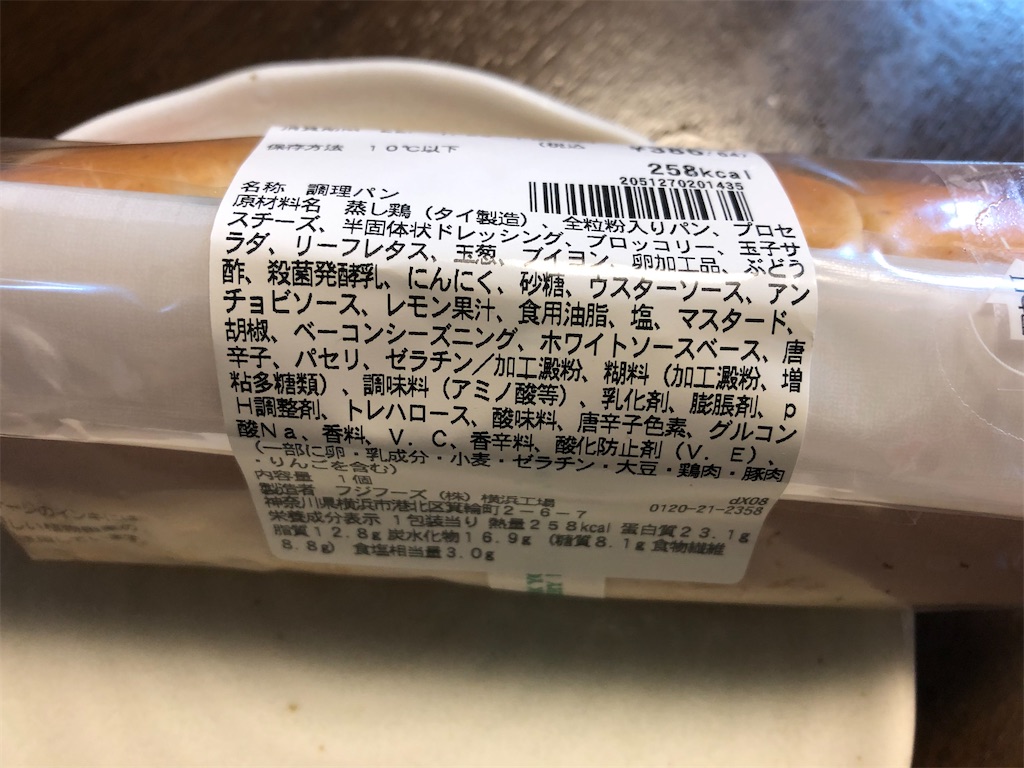 保存方法 10℃以下 (税込
258kcal
2051270201435
名称 調理パン
原材料名 蒸し鶏(タイ製造)、全粒粉入りパン、プロセ
スチーズ、半固体状ドレッシング、ブロッコリー、玉子サ
ラダ、リーフレタス、玉葱、ブイヨン、卵加工品、ぶどう
酢、殺菌発酵乳、にんにく、砂糖、ウスターソース、アン
チョビソース、レモン果汁、食用油脂、塩、マスタード、
胡椒、ベーコンシーズニング、ホワイトソースベース、唐
辛子、パセリ、ゼラチン/加工澱粉、糊料(加工澱粉、増
粘多糖類)、調味料(アミノ酸等)、乳化剤、膨脹剤、p
H調整剤、トレハロース、酸味料、唐辛子色素、グルコン
酸Na、香料、V.C、香辛料、酸化防止剤(V.E)、
(一部に卵・乳成分・小麦・ゼラチン・大豆・鶏肉・豚肉
・りんごを含む)
内容量 1個
製造者 フジフーズ(株)横浜工場 dX08
神奈川県横浜市港北区箕輪町2-6-7 0120-21-2358
栄養成分表示 1包装当り 熱量258kcal 蛋白質23.1g
脂質12.8g 炭水化物16.9g (糖質8.1g 食物繊維
8.8g) 食塩相当量3.0g